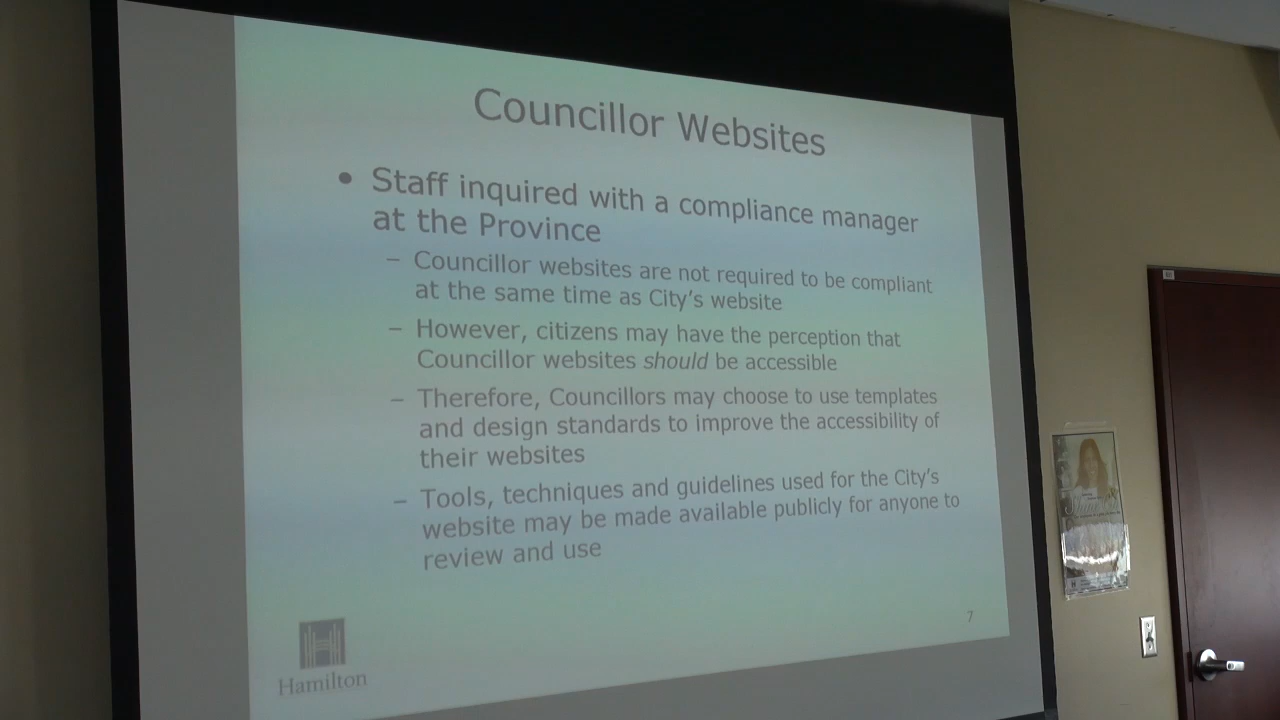 Councillor Websites
• Staff inquired with a compliance manager
at the Province
– Councillor websites are not required to be compliant
at the same time as City's website
– However, citizens may have the perception that
Councillor websites should be accessible
– Therefore, Councillors may choose to use templates
and design standards to improve the accessibility of
their websites
– Tools, techniques and guidelines used for the City's
website may be made available publicly for anyone to
review and use
7
Hamilton